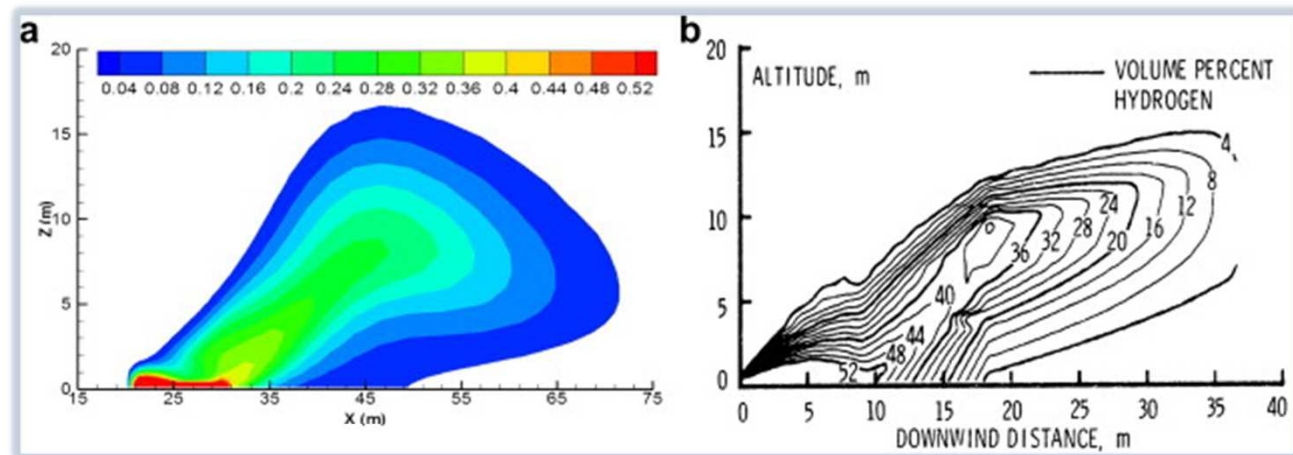 a
20
15
10
5
0
Z (m)
0.04 0.08 0.12 0.16 0.2 0.24 0.28 0.32 0.36 0.4 0.44 0.48 0.52
15 25 35 45 55 65 75
X (m)
b
20
15
10
5
0
ALTITUDE, m
VOLUME PERCENT
HYDROGEN
4
8
12
16
20
24
28
32
36
40
44
48
52
0 5 10 15 20 25 30 35 40
DOWNWIND DISTANCE, m